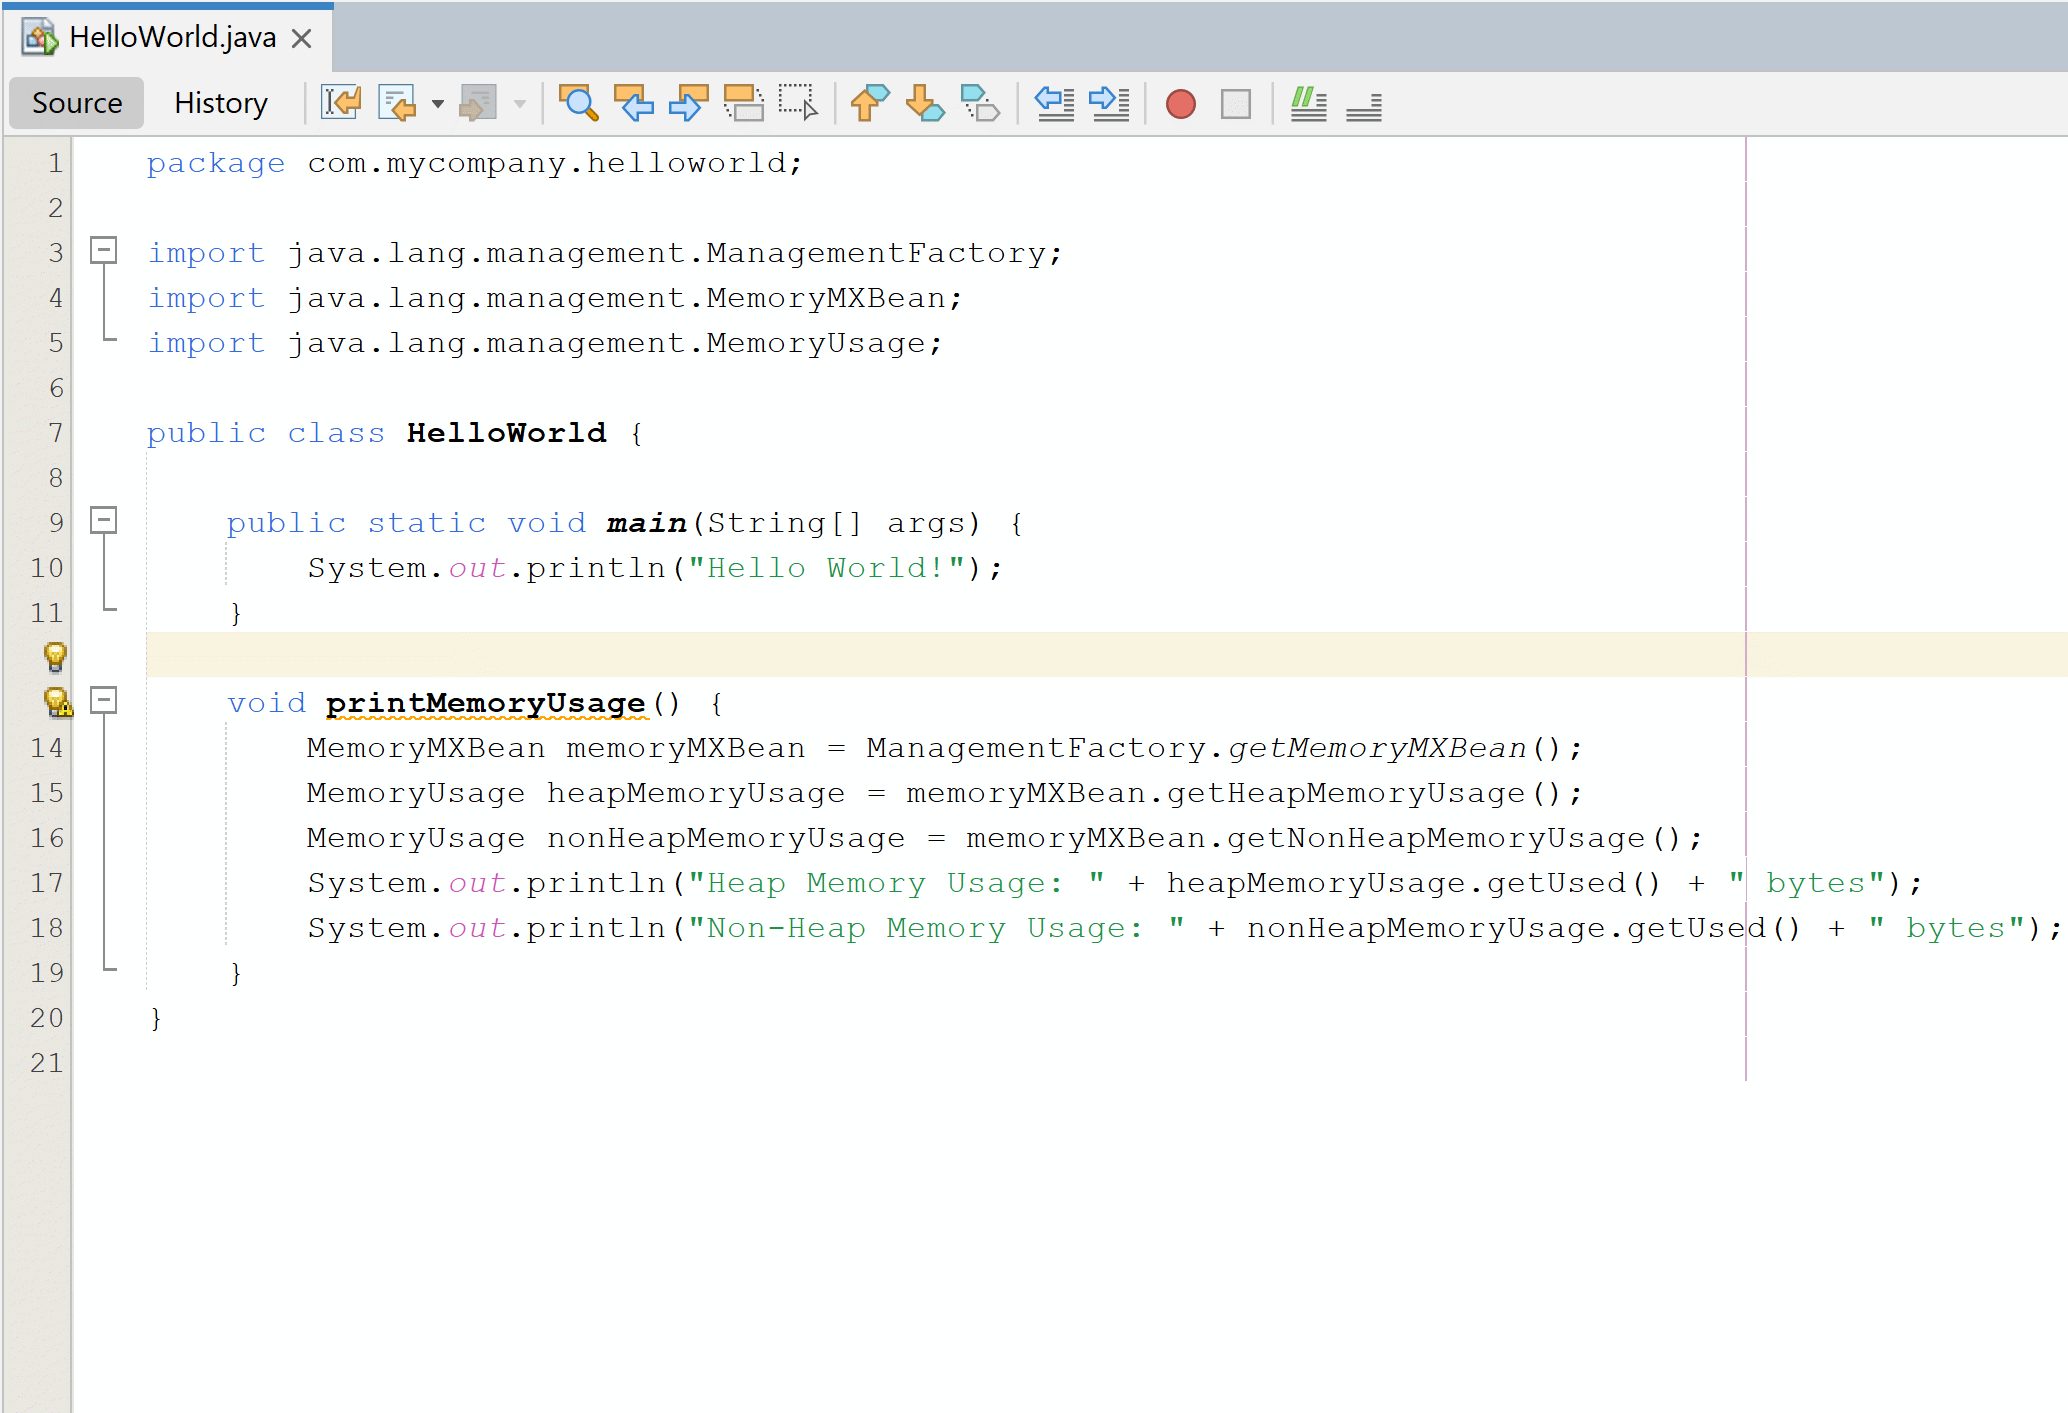 HelloWorld.java
Source History
1 package com.mycompany.helloworld;
2
3 import java.lang.management.ManagementFactory;
4 import java.lang.management.MemoryMXBean;
5 import java.lang.management.MemoryUsage;
6
7 public class HelloWorld {
8
9 public static void main(String[] args) {
10 System.out.println("Hello World!");
11 }
void printMemoryUsage() {
14 MemoryMXBean memoryMXBean = ManagementFactory.getMemoryMXBean();
15 MemoryUsage heapMemoryUsage = memoryMXBean.getHeapMemoryUsage();
16 MemoryUsage nonHeapMemoryUsage = memoryMXBean.getNonHeapMemoryUsage();
17 System.out.println("Heap Memory Usage: " + heapMemoryUsage.getUsed() + " bytes");
18 System.out.println("Non-Heap Memory Usage: " + nonHeapMemoryUsage.getUsed() + " bytes");
19 }
20 }
21